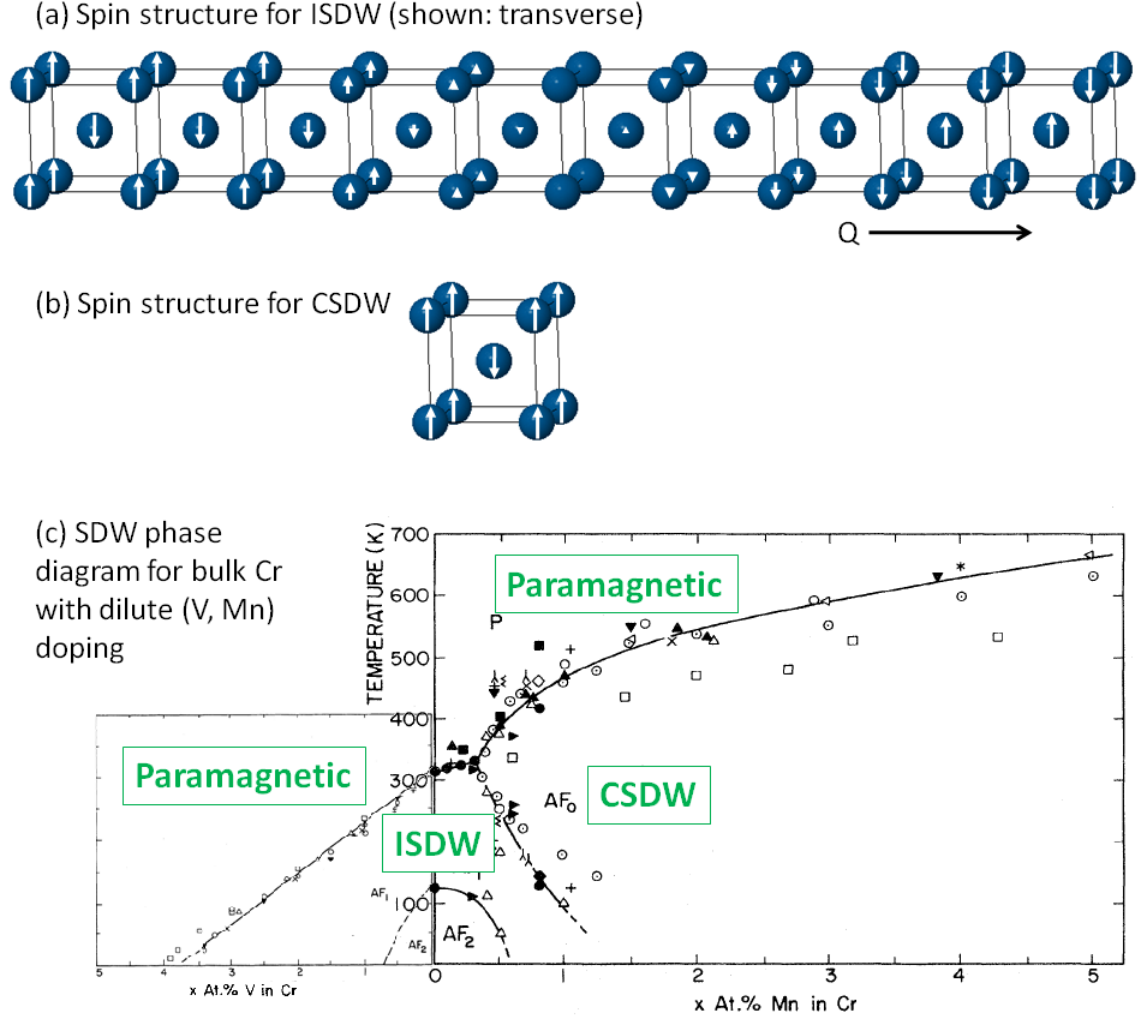 (a) Spin structure for ISDW (shown: transverse)
Q
(b) Spin structure for CSDW
(c) SDW phase
diagram for bulk Cr
with dilute (V, Mn)
doping
TEMPERATURE (K)
700
600
500
400
300
100
Paramagnetic
P
Paramagnetic
AF₀
CSDW
ISDW
AF₁
AF₂
AF₂
5
4
3
2
1
0
1
2
3
4
5
x At.% V in Cr
x At.% Mn in Cr